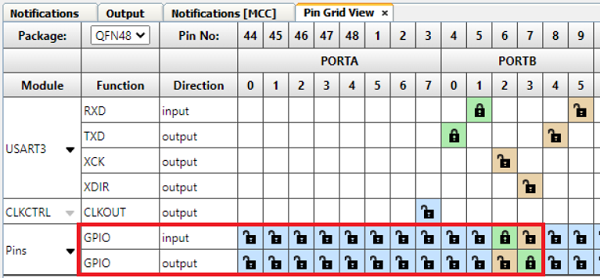 Notifications Output Notifications [MCC] Pin Grid View ×
Package: QFN48 Pin No: 44 45 46 47 48 1 2 3 4 5 6 7 8 9
PORTA PORTB
Module Function Direction 0 1 2 3 4 5 6 7 0 1 2 3 4 5
USART3 RXD input
TXD output
XCK output
XDIR output
CLKCTRL CLKOUT output
Pins GPIO input
GPIO output